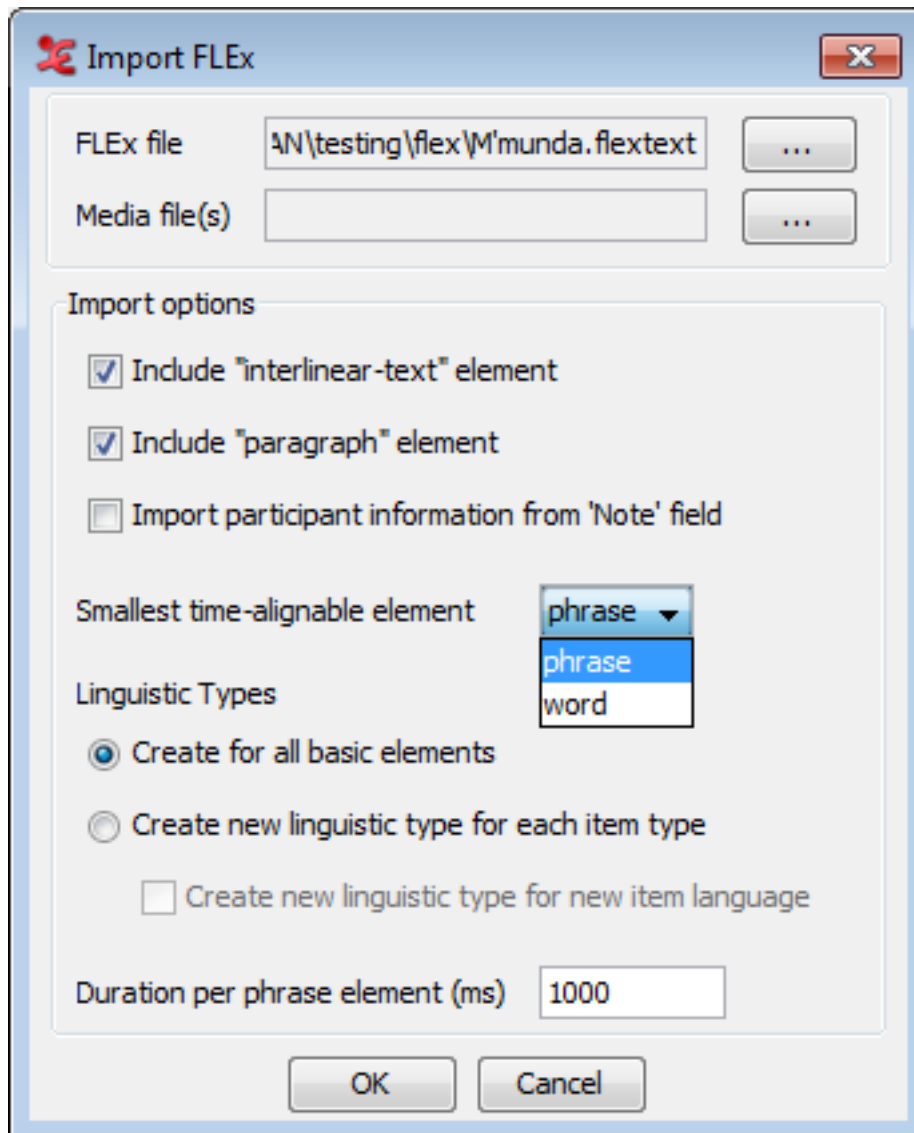 Import FLEx
FLEx file
AN\testing\flex\M'munda.flextext
...
Media file(s)
...
Import options
Include "interlinear-text" element
Include "paragraph" element
Import participant information from 'Note' field
Smallest time-alignable element
phrase
phrase
word
Linguistic Types
Create for all basic elements
Create new linguistic type for each item type
Create new linguistic type for new item language
Duration per phrase element (ms)
1000
OK
Cancel